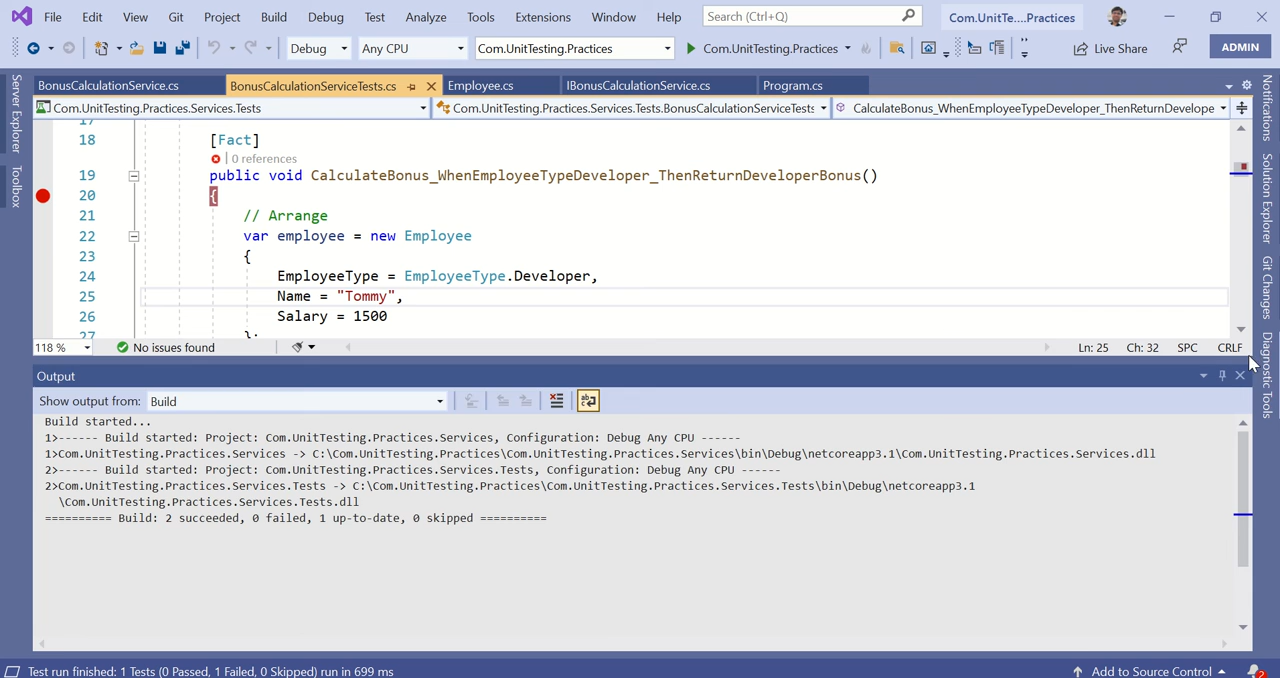 File Edit View Git Project Build Debug Test Analyze Tools Extensions Window Help Search (Ctrl+Q) Com.UnitTe....Practices
Debug Any CPU Com.UnitTesting.Practices Com.UnitTesting.Practices Live Share ADMIN
BonusCalculationService.cs BonusCalculationServiceTests.cs Employee.cs IBonusCalculationService.cs Program.cs
Com.UnitTesting.Practices.Services.Tests Com.UnitTesting.Practices.Services.Tests.BonusCalculationServiceTests CalculateBonus_WhenEmployeeTypeDeveloper_ThenReturnDevelope
Server Explorer
Toolbox
Notifications
Solution Explorer
Git Changes
Diagnostic Tools
17
18 [Fact]
0 references
19 public void CalculateBonus_WhenEmployeeTypeDeveloper_ThenReturnDeveloperBonus()
20 {
21 // Arrange
22 var employee = new Employee
23 {
24 EmployeeType = EmployeeType.Developer,
25 Name = "Tommy",
26 Salary = 1500
27 };
118 % No issues found Ln: 25 Ch: 32 SPC CRLF
Output
Show output from: Build
Build started...
1>------ Build started: Project: Com.UnitTesting.Practices.Services, Configuration: Debug Any CPU ------
1>Com.UnitTesting.Practices.Services -> C:\Com.UnitTesting.Practices\Com.UnitTesting.Practices.Services\bin\Debug\netcoreapp3.1\Com.UnitTesting.Practices.Services.dll
2>------ Build started: Project: Com.UnitTesting.Practices.Services.Tests, Configuration: Debug Any CPU ------
2>Com.UnitTesting.Practices.Services.Tests -> C:\Com.UnitTesting.Practices\Com.UnitTesting.Practices.Services.Tests\bin\Debug\netcoreapp3.1
\Com.UnitTesting.Practices.Services.Tests.dll
========== Build: 2 succeeded, 0 failed, 1 up-to-date, 0 skipped ==========
Test run finished: 1 Tests (0 Passed, 1 Failed, 0 Skipped) run in 699 ms Add to Source Control 2